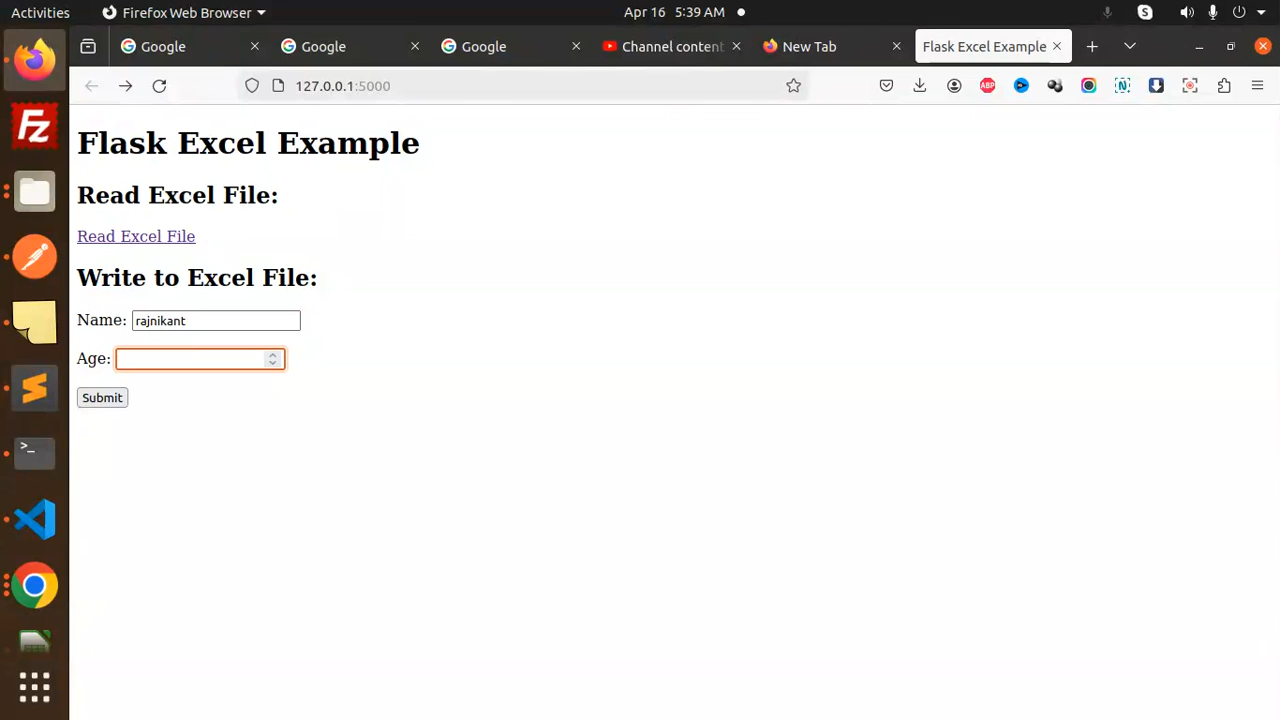 Activities Firefox Web Browser Apr 16 5:39 AM
Google Google Google Channel content New Tab Flask Excel Example
127.0.0.1:5000
Flask Excel Example
Read Excel File:
Read Excel File
Write to Excel File:
Name: rajnikant
Age:
Submit